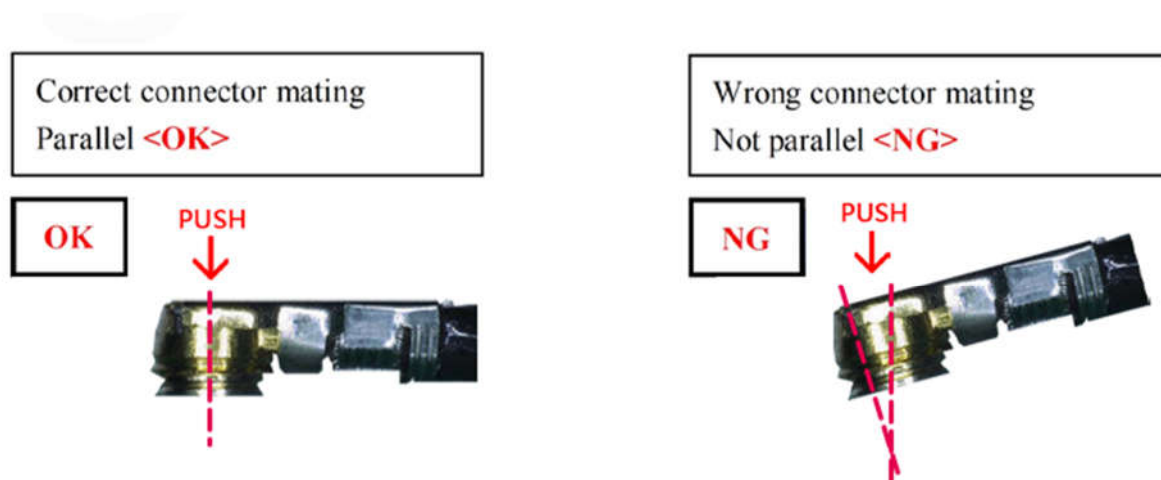 Correct connector mating
Parallel <OK>
OK
PUSH
Wrong connector mating
Not parallel <NG>
NG
PUSH